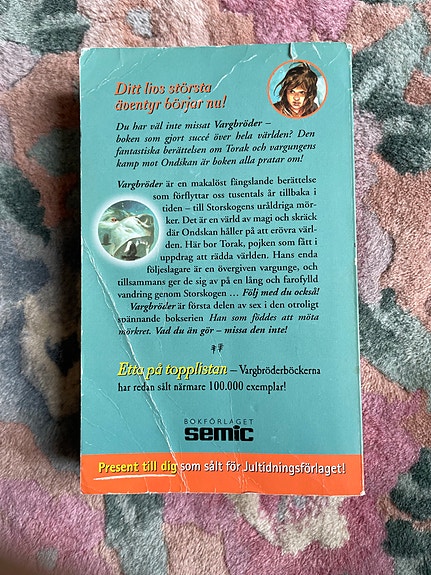 Ditt livs största
äventyr börjar nu!
Du har väl inte missat Vargbröder –
boken som gjort succé över hela världen? Den
fantastiska berättelsen om Torak och vargungens
kamp mot Ondskan är boken alla pratar om!
Vargbröder är en makalöst fängslande berättelse
som förflyttar oss tusentals år tillbaka i
tiden – till Storskogens uråldriga mör-
ker. Det är en värld av magi och skräck
där Ondskan håller på att erövra värl-
den. Här bor Torak, pojken som fått i
uppdrag att rädda världen. Hans enda
följeslagare är en övergiven vargunge, och
tillsammans ger de sig av på en lång och farofylld
vandring genom Storskogen ... Följ med du också!
Vargbröder är första delen av sex i den otroligt
spännande bokserien Han som föddes att möta
mörkret. Vad du än gör – missa den inte!
Etta på topplistan – Vargbröderböckerna
har redan sålt närmare 100.000 exemplar!
BOKFÖRLAGET
semic
Present till dig som sålt för Jultidningsförlaget!